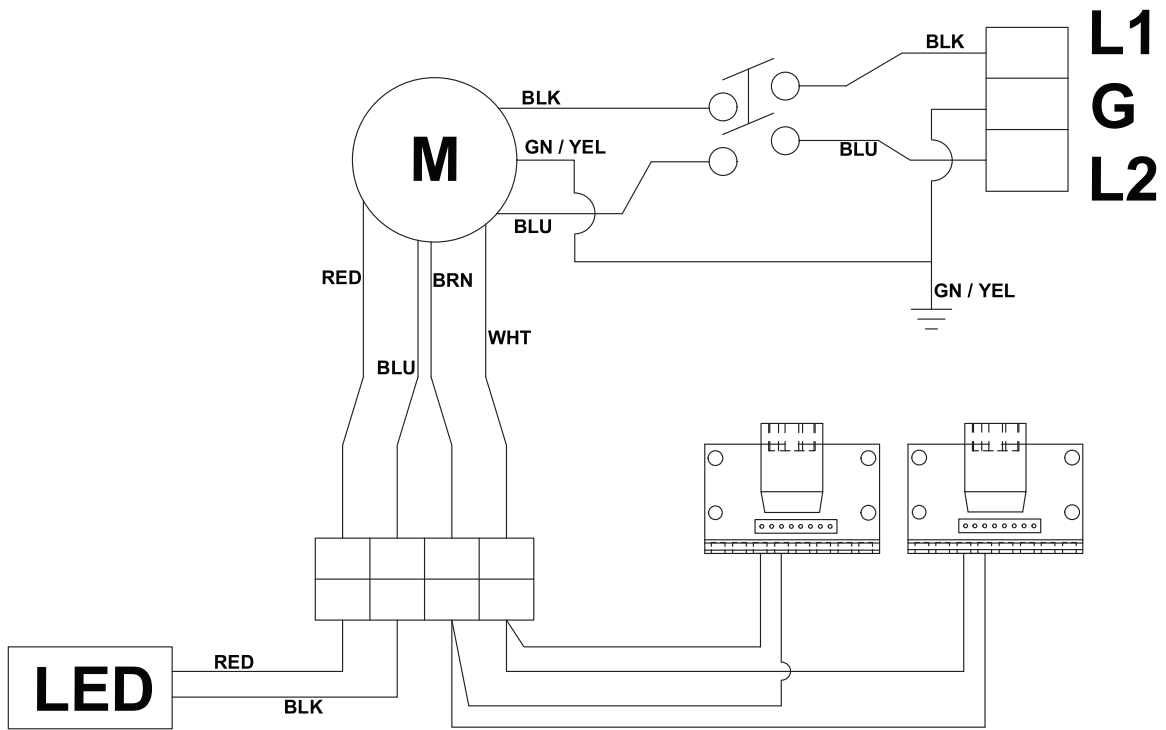 L1
BLK
BLK
G
M
GN / YEL
BLU
L2
BLU
RED
BRN
GN / YEL
WHT
BLU
RED
LED
BLK